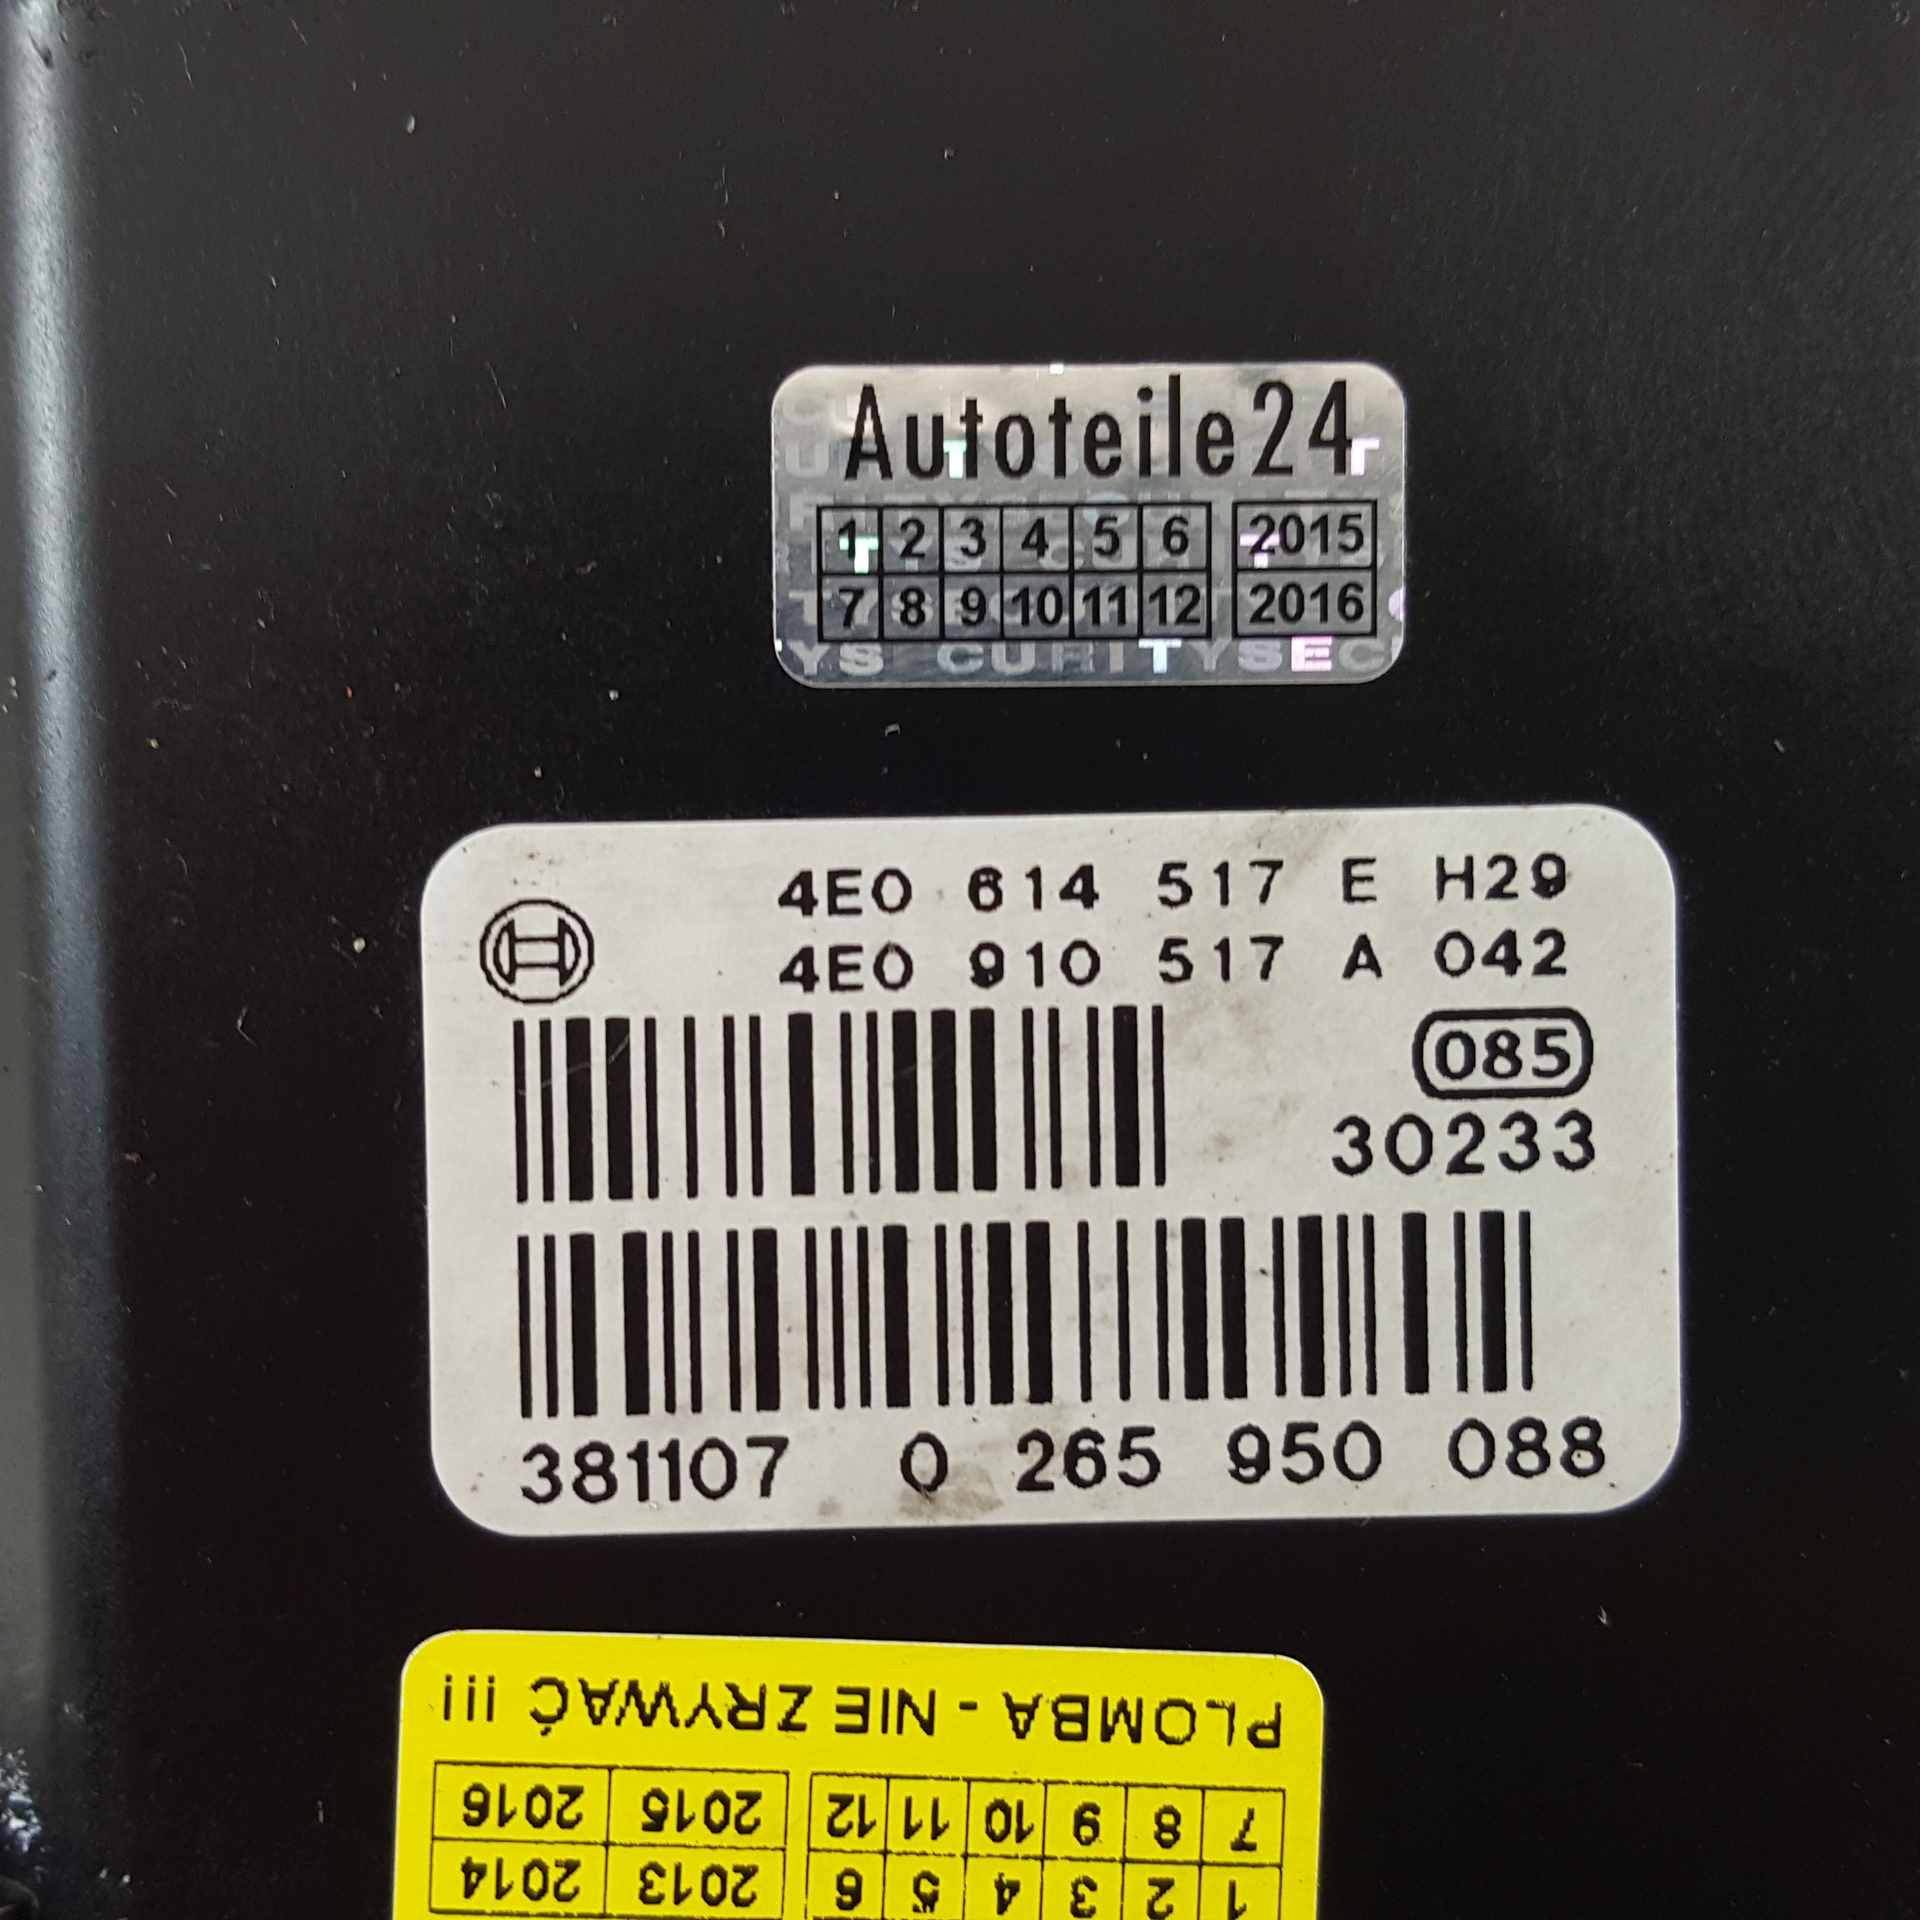 Autoteile24
1 2 3 4 5 6 2015
7 8 9 10 11 12 2016
CURITYSEC
4E0 614 517 E H29
4E0 910 517 A 042
085
30233
381107 0 265 950 088
PLOMBA - NIE ZRYWAĆ !!!
7 8 9 10 11 12 2015 2016
1 2 3 4 5 6 2013 2014